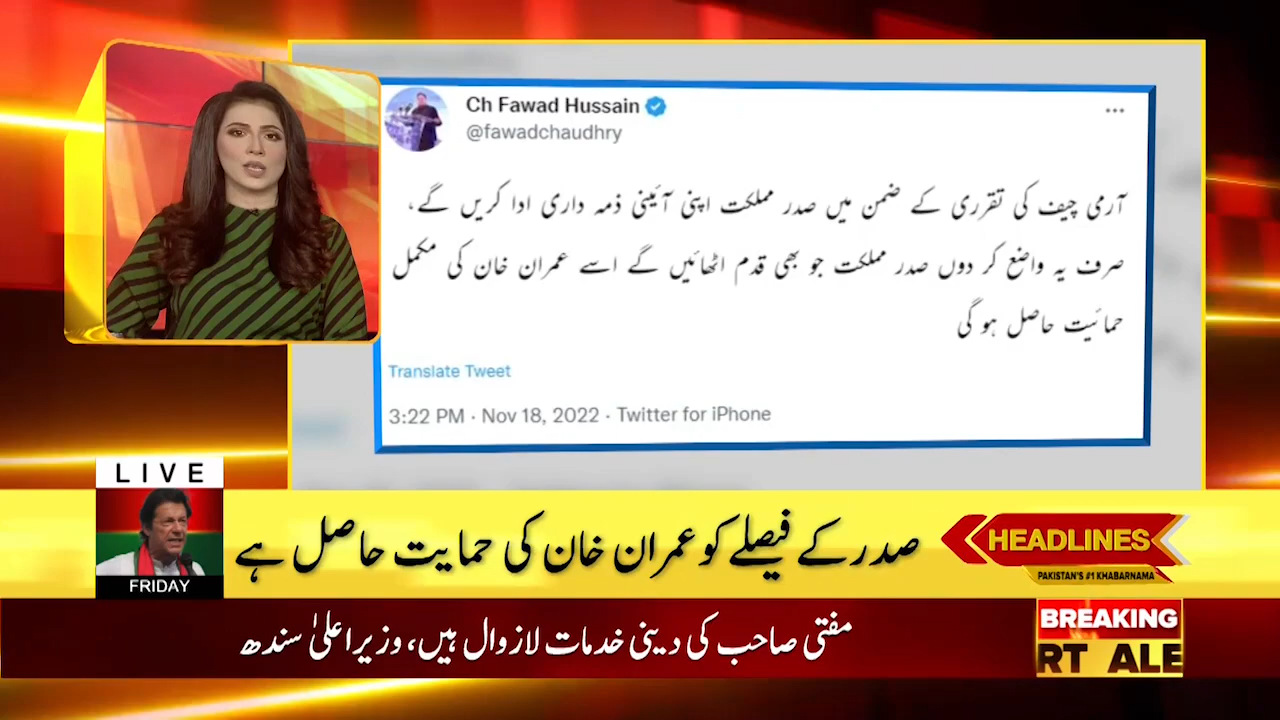 Ch Fawad Hussain
@fawadchaudhry
آرمی چیف کی تقرری کے ضمن میں صدر مملکت اپنی آئینی ذمہ داری ادا کریں گے،
صرف یہ واضع کر دوں صدر مملکت جو بھی قدم اٹھائیں گے اسے عمران خان کی مکمل
حمائیت حاصل ہو گی
Translate Tweet
3:22 PM · Nov 18, 2022 · Twitter for iPhone
LIVE
FRIDAY
صدر کے فیصلے کو عمران خان کی حمایت حاصل ہے
HEADLINES
PAKISTAN'S #1 KHABARNAMA
مفتی صاحب کی دینی خدمات لازوال ہیں، وزیراعلیٰ سندھ
BREAKING
RT ALE